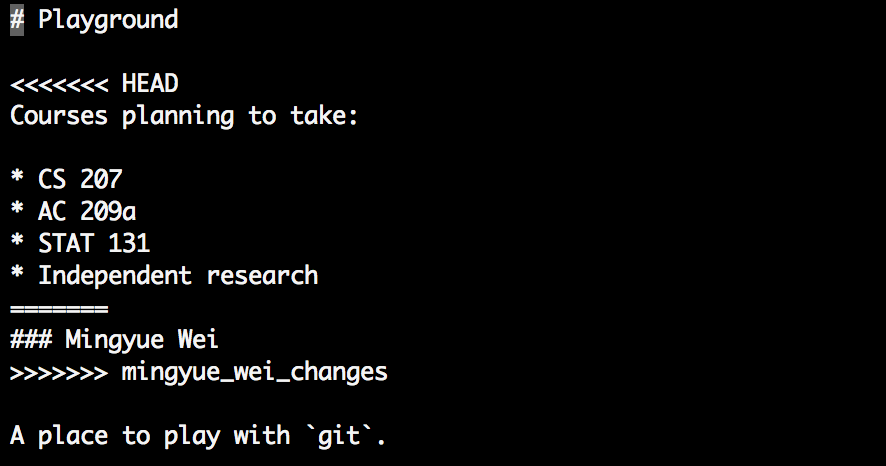 # Playground
<<<<<<< HEAD
Courses planning to take:
* CS 207
* AC 209a
* STAT 131
* Independent research
=======
### Mingyue Wei
>>>>>>> mingyue_wei_changes
A place to play with `git`.